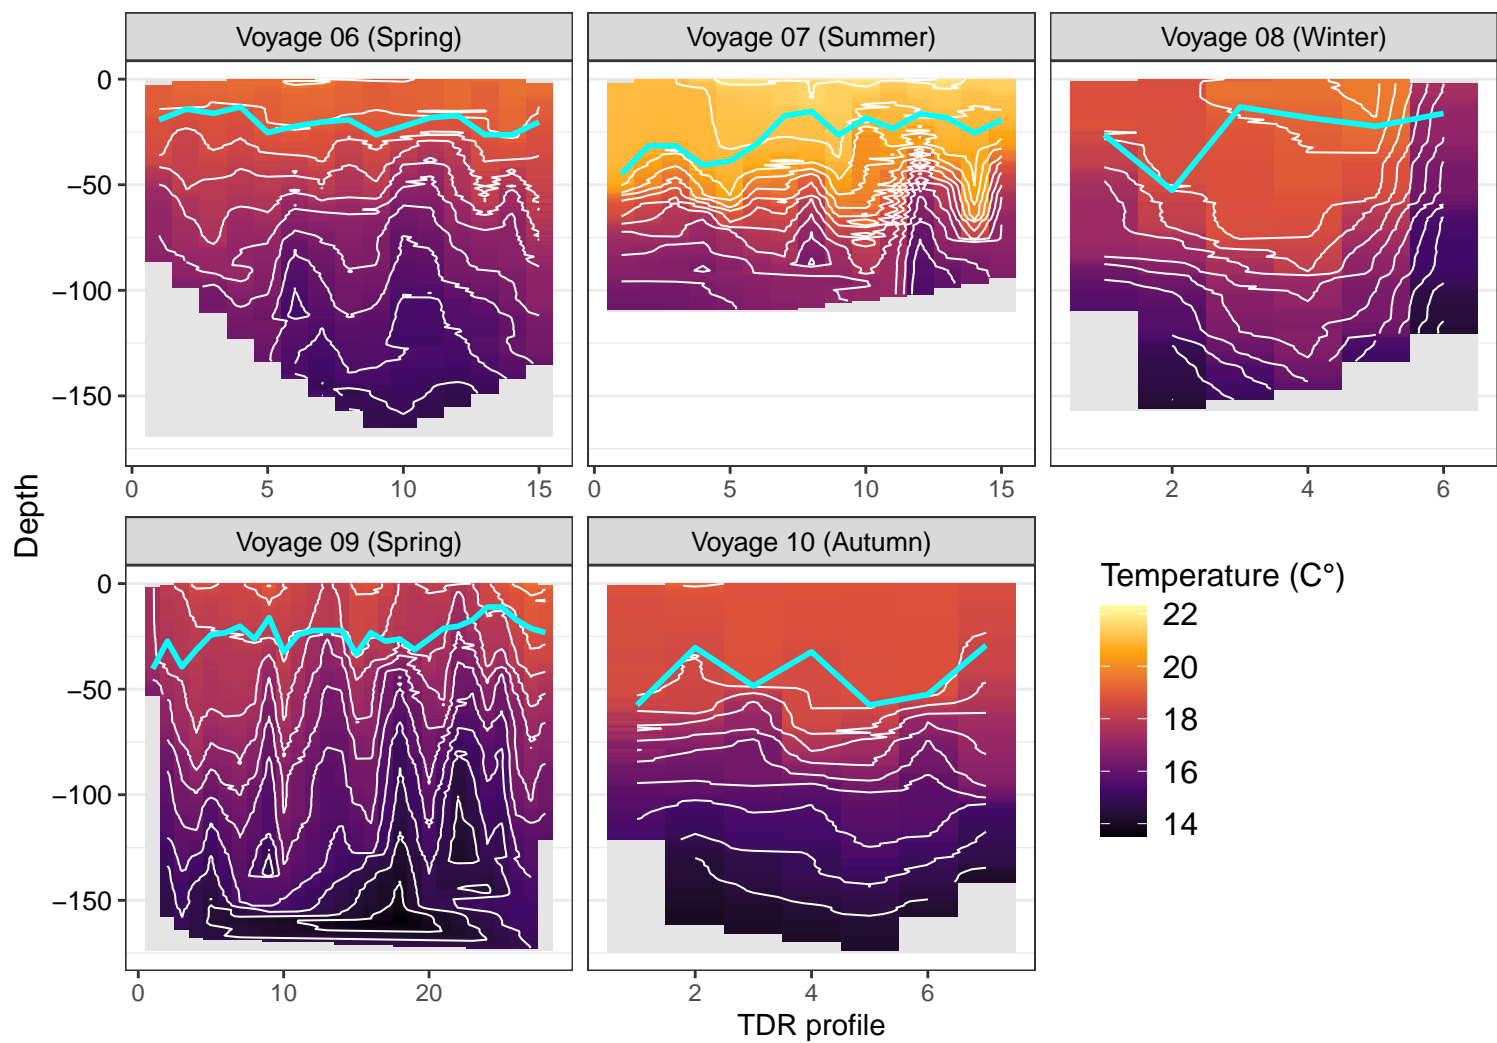 Voyage 06 (Spring)
Voyage 07 (Summer)
Voyage 08 (Winter)
0
−50
−100
−150
0 5 10 15
0 5 10 15
2 4 6
Depth
Voyage 09 (Spring)
Voyage 10 (Autumn)
0
−50
−100
−150
0 10 20
2 4 6
TDR profile
Temperature (C°)
22
20
18
16
14